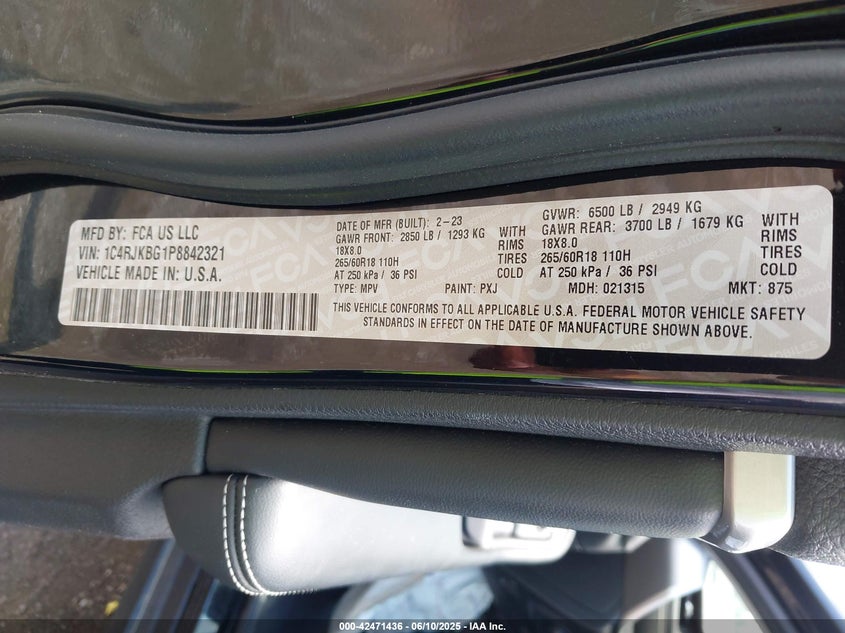 MFD BY: FCA US LLC
VIN: 1C4RJKBG1P8842321
VEHICLE MADE IN U.S.A.
DATE OF MFR (BUILT): 2-23
GAWR FRONT: 2850 LB / 1293 KG WITH
18X8.0 RIMS
265/60R18 110H TIRES
AT 250 kPa / 36 PSI COLD
TYPE: MPV PAINT: PXJ
GVWR: 6500 LB / 2949 KG
GAWR REAR: 3700 LB / 1679 KG WITH
18X8.0 RIMS
265/60R18 110H TIRES
AT 250 kPa / 36 PSI COLD
MDH: 021315 MKT: 875
THIS VEHICLE CONFORMS TO ALL APPLICABLE U.S.A. FEDERAL MOTOR VEHICLE SAFETY
STANDARDS IN EFFECT ON THE DATE OF MANUFACTURE SHOWN ABOVE.
000-42471436 - 06/10/2025 - IAA Inc.